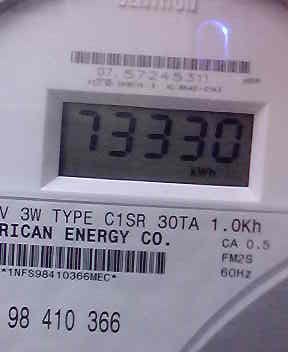 CENTRON
07.57245311
73330
kWh
V 3W TYPE C1SR 30TA 1.0Kh
RICAN ENERGY CO.
CA 0.5
FM2S
60Hz
*1NFS98410366MEC*
98 410 366